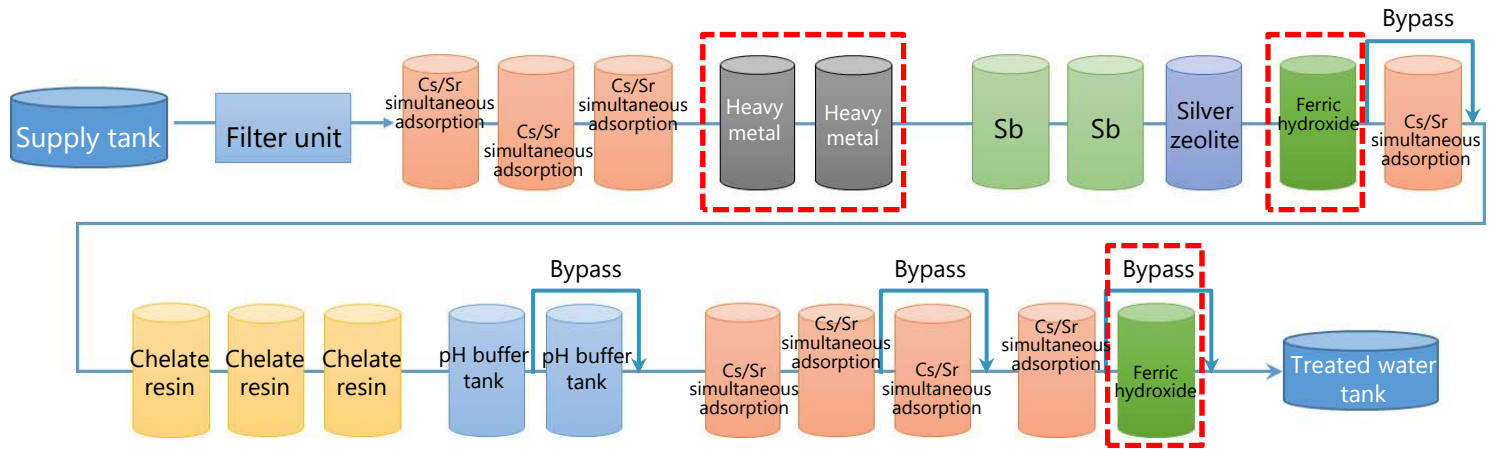 Bypass
Supply tank
Filter unit
Cs/Sr
simultaneous
adsorption
Cs/Sr
simultaneous
adsorption
Cs/Sr
simultaneous
adsorption
Heavy
metal
Heavy
metal
Sb
Sb
Silver
zeolite
Ferric
hydroxide
Cs/Sr
simultaneous
adsorption
Bypass
Bypass
Bypass
Chelate
resin
Chelate
resin
Chelate
resin
pH buffer
tank
pH buffer
tank
Cs/Sr
simultaneous
adsorption
Cs/Sr
simultaneous
adsorption
Cs/Sr
simultaneous
adsorption
Cs/Sr
simultaneous
adsorption
Ferric
hydroxide
Treated water
tank